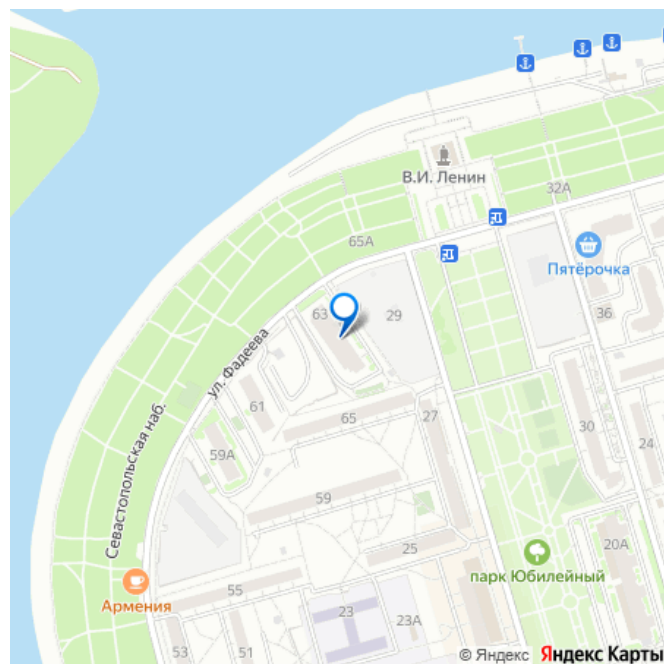 В.И. Ленин
32А
65А
Пятёрочка
63
29
36
ул. Фадеева
61
65
27
30
24
59А
Севастопольская наб.
59
20А
25
парк Юбилейный
55
Армения
23
23А
53
51
© Яндекс Яндекс Карты